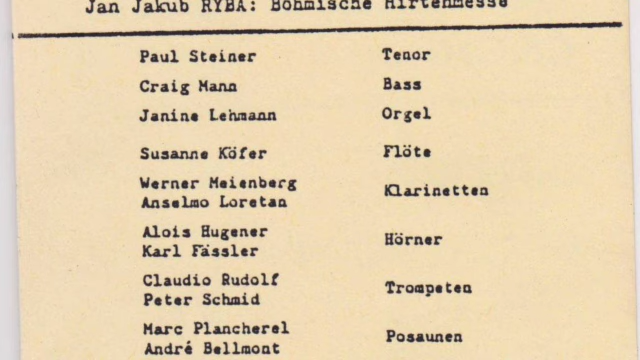 Jan Jakub RYBA: Böhmische Hirtenmesse
Paul Steiner Tenor
Craig Mann Bass
Janine Lehmann Orgel
Susanne Köfer Flöte
Werner Meienberg
Anselmo Loretan Klarinetten
Alois Hugener
Karl Fässler Hörner
Claudio Rudolf
Peter Schmid Trompeten
Marc Plancherel
André Bellmont Posaunen